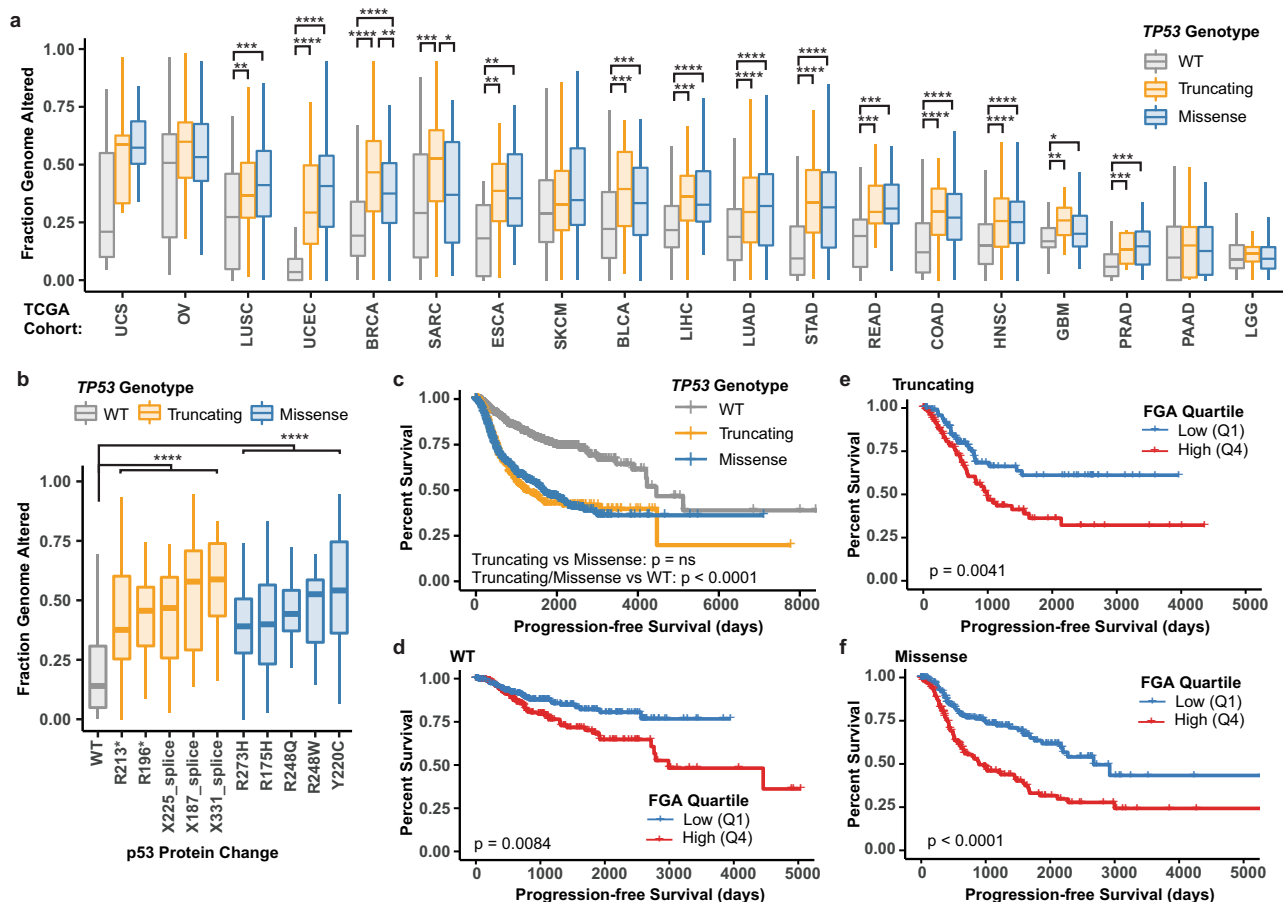 a
**** **** **** *** * ** *** **** **** **** *** **** **** * *** TP53 Genotype
*** ** **** **** ** ** *** *** **** **** *** **** **** ** ***
WT
Truncating
Missense
Fraction Genome Altered
1.00
0.75
0.50
0.25
0.00
TCGA
Cohort:
UCS OV LUSC UCEC BRCA SARC ESCA SKCM BLCA LIHC LUAD STAD READ COAD HNSC GBM PRAD PAAD LGG
b
TP53 Genotype
WT Truncating Missense
****
****
Fraction Genome Altered
1.00
0.75
0.50
0.25
0.00
WT R213* R196* X225_splice X187_splice X331_splice R273H R175H R248Q R248W Y220C
p53 Protein Change
c
TP53 Genotype
WT
Truncating
Missense
Percent Survival
1.00
0.75
0.50
0.25
0.00
Truncating vs Missense: p = ns
Truncating/Missense vs WT: p < 0.0001
0 2000 4000 6000 8000
Progression-free Survival (days)
d
WT
Percent Survival
1.00
0.75
0.50
0.25
0.00
FGA Quartile
Low (Q1)
High (Q4)
p = 0.0084
0 1000 2000 3000 4000 5000
Progression-free Survival (days)
e
Truncating
FGA Quartile
Low (Q1)
High (Q4)
Percent Survival
1.00
0.75
0.50
0.25
0.00
p = 0.0041
0 1000 2000 3000 4000 5000
Progression-free Survival (days)
f
Missense
FGA Quartile
Low (Q1)
High (Q4)
Percent Survival
1.00
0.75
0.50
0.25
0.00
p < 0.0001
0 1000 2000 3000 4000 5000
Progression-free Survival (days)